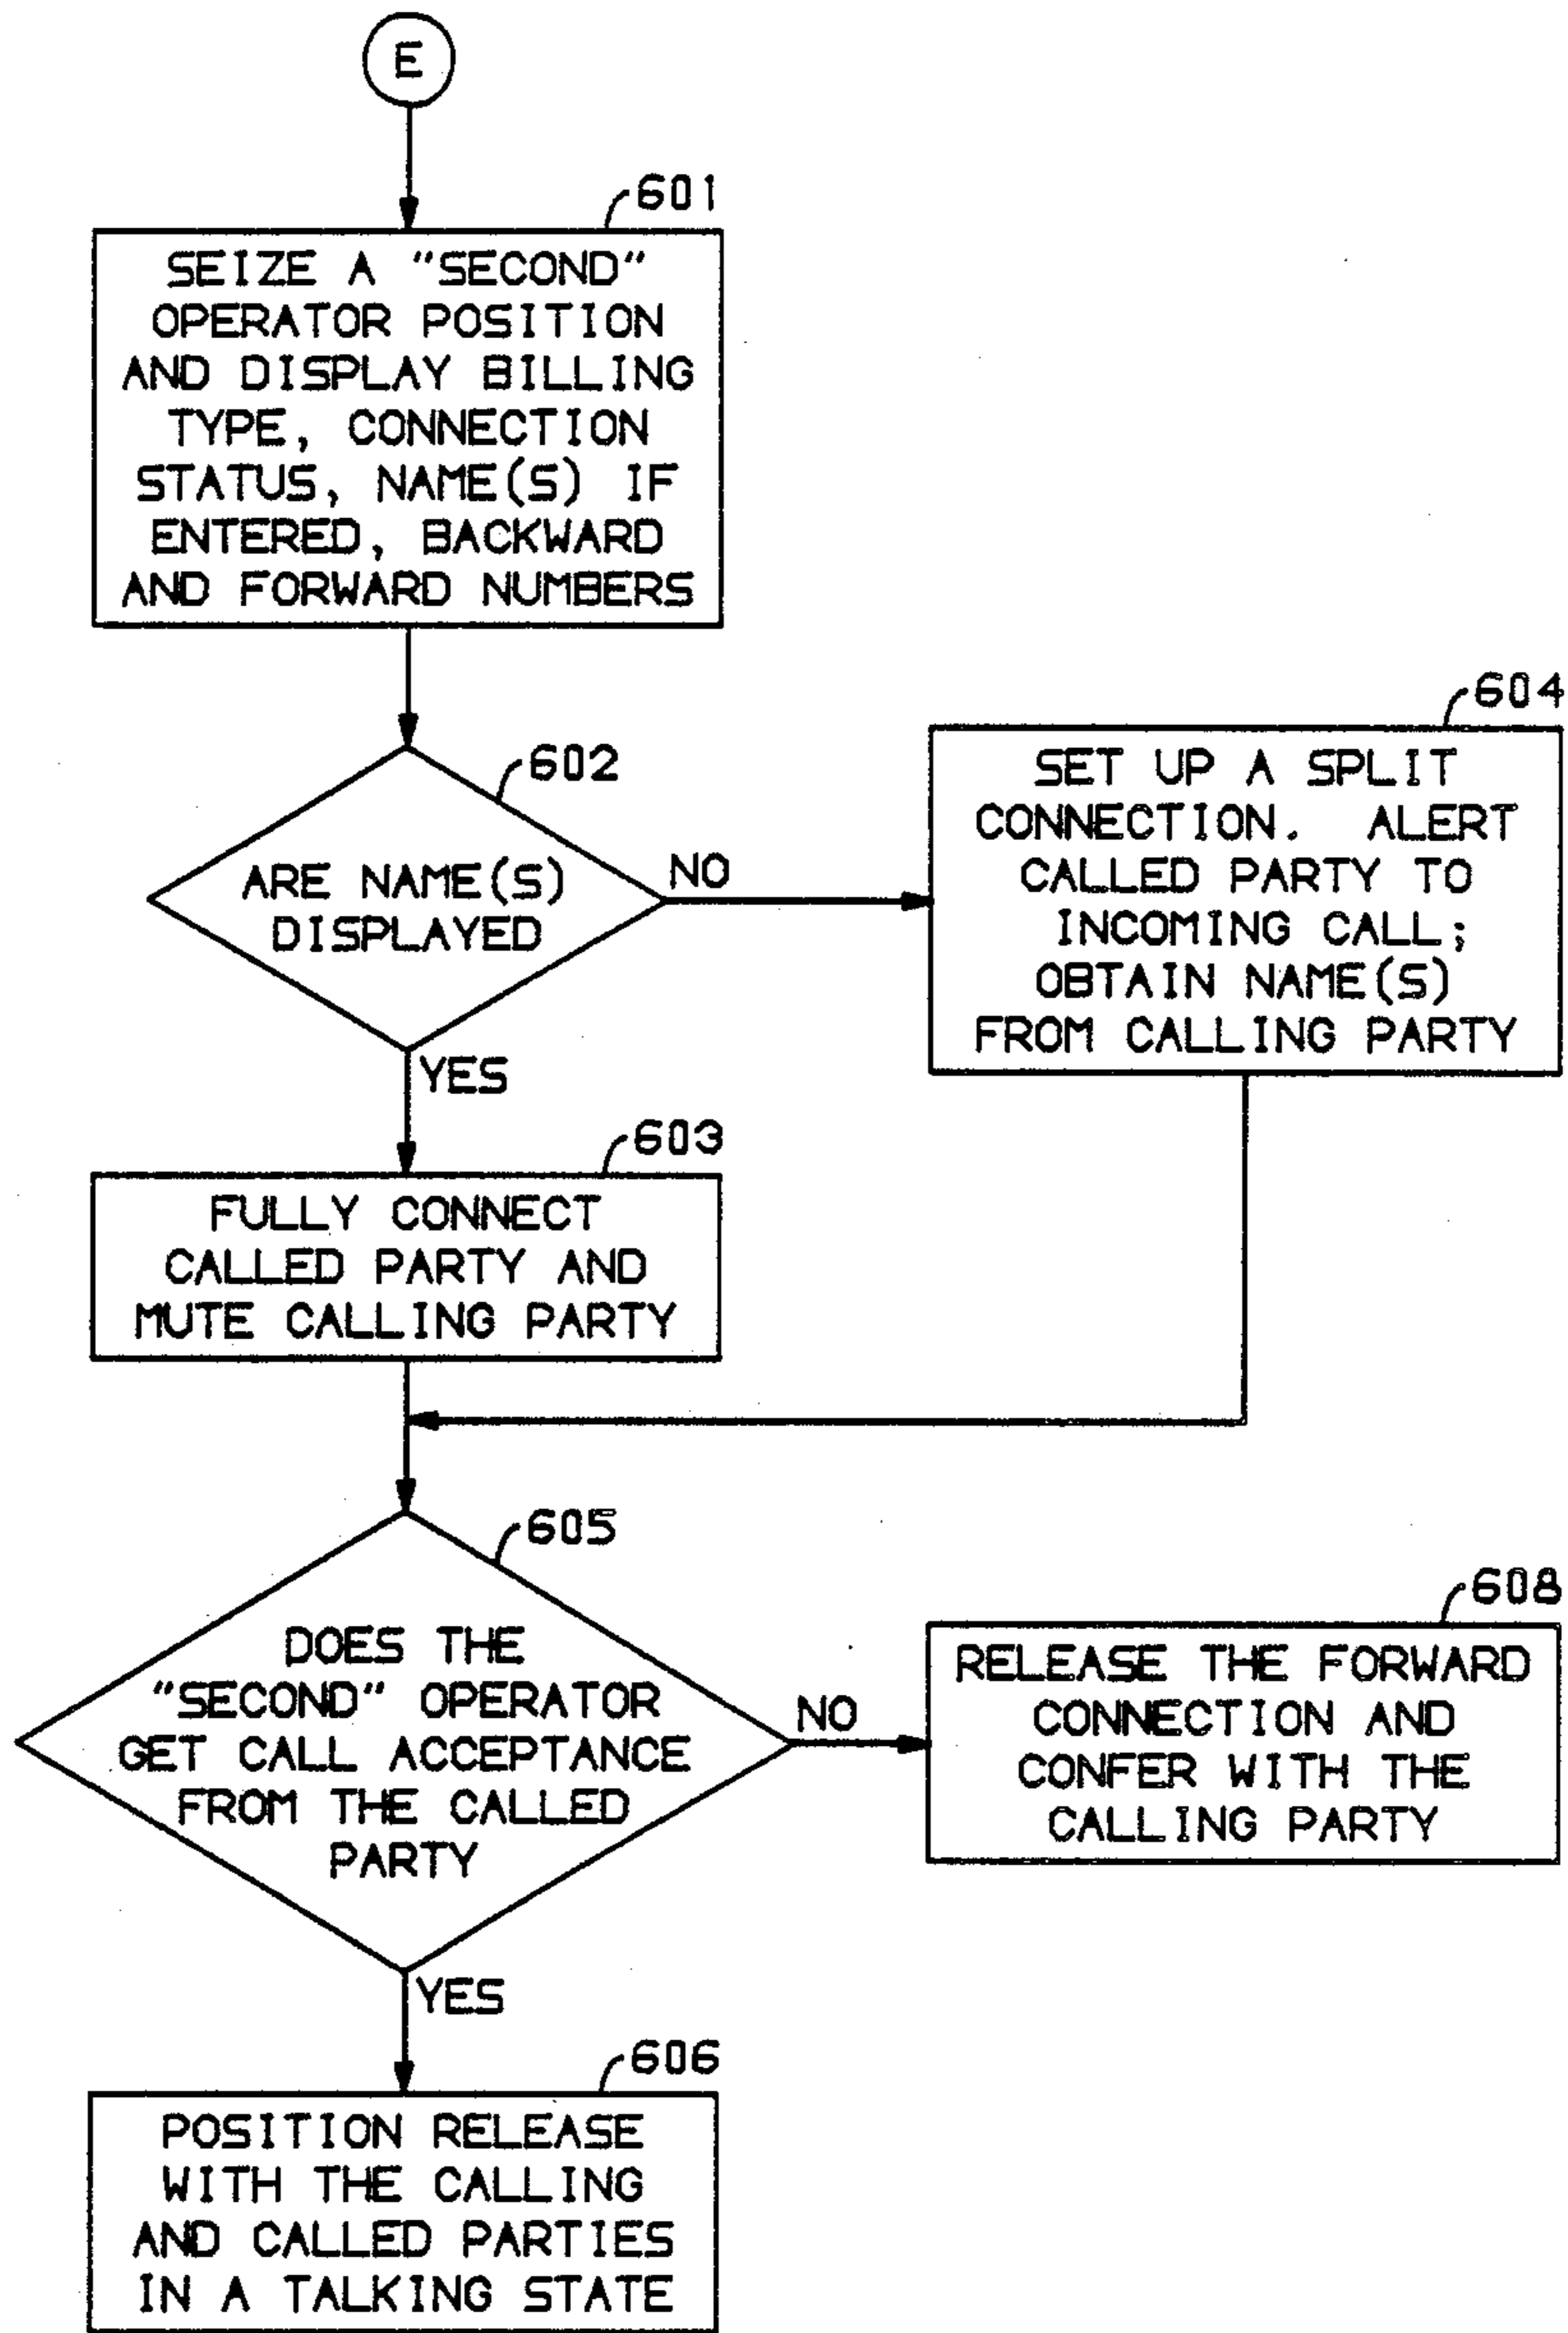 E
601
SEIZE A "SECOND"
OPERATOR POSITION
AND DISPLAY BILLING
TYPE, CONNECTION
STATUS, NAME(S) IF
ENTERED, BACKWARD
AND FORWARD NUMBERS
602
ARE NAME(S)
DISPLAYED
NO
YES
604
SET UP A SPLIT
CONNECTION. ALERT
CALLED PARTY TO
INCOMING CALL;
OBTAIN NAME(S)
FROM CALLING PARTY
603
FULLY CONNECT
CALLED PARTY AND
MUTE CALLING PARTY
605
DOES THE
"SECOND" OPERATOR
GET CALL ACCEPTANCE
FROM THE CALLED
PARTY
NO
YES
608
RELEASE THE FORWARD
CONNECTION AND
CONFER WITH THE
CALLING PARTY
606
POSITION RELEASE
WITH THE CALLING
AND CALLED PARTIES
IN A TALKING STATE